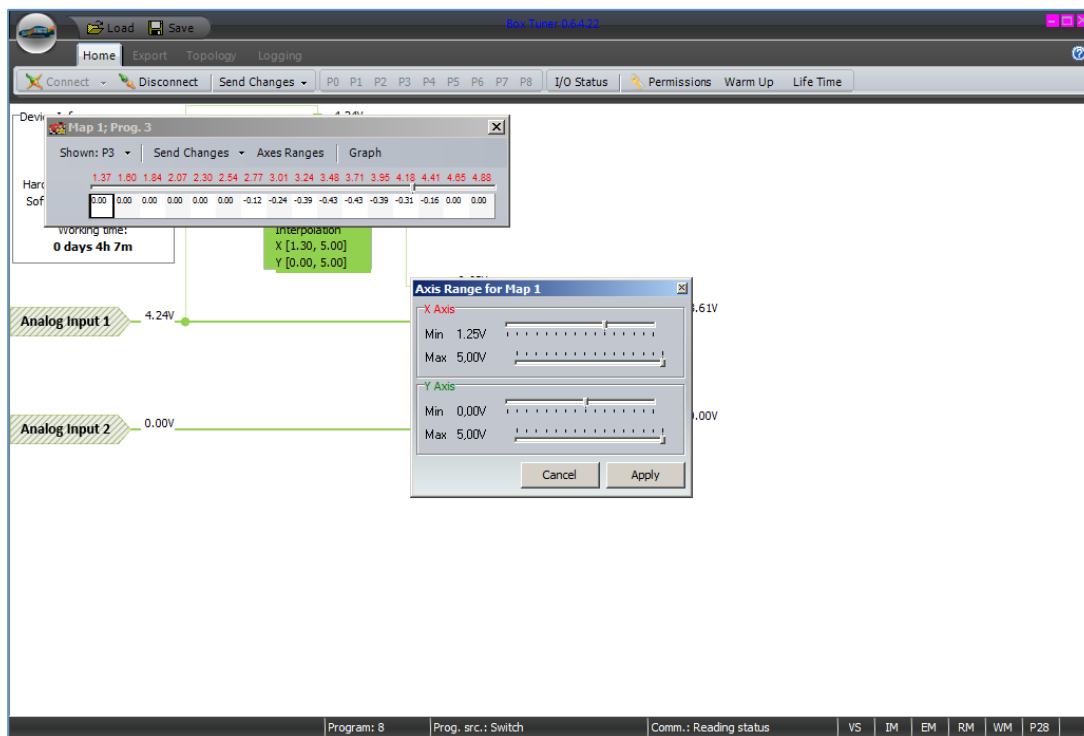 Box Tuner 0.6.4.22
Load Save
Home Export Topology Logging
Connect Disconnect Send Changes P0 P1 P2 P3 P4 P5 P6 P7 P8 I/O Status Permissions Warm Up Life Time
Map 1; Prog. 3
Shown: P3 Send Changes Axes Ranges Graph
1.37 1.60 1.84 2.07 2.30 2.54 2.77 3.01 3.24 3.48 3.71 3.95 4.18 4.41 4.65 4.88
0.00 0.00 0.00 0.00 0.00 0.00 -0.12 -0.24 -0.39 -0.43 -0.43 -0.39 -0.31 -0.16 0.00 0.00
Working time:
0 days 4h 7m
Interpolation
X [1.30, 5.00]
Y [0.00, 5.00]
Analog Input 1 4.24V
Analog Input 2 0.00V
Axis Range for Map 1
X Axis
Min 1.25V
Max 5,00V
Y Axis
Min 0,00V
Max 5,00V
Cancel Apply
Program: 8 Prog. src.: Switch Comm.: Reading status VS IM EM RM WM P28